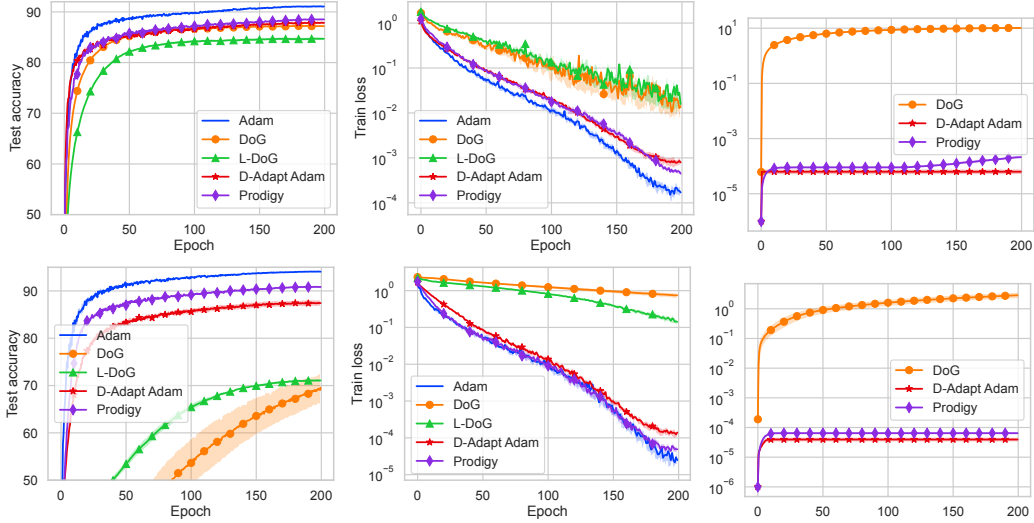 90
80
70
60
50
Test accuracy
0 50 100 150 200
Epoch
Adam
DoG
L-DoG
D-Adapt Adam
Prodigy
10^0
10^-1
10^-2
10^-3
10^-4
Train loss
0 50 100 150 200
Epoch
Adam
DoG
L-DoG
D-Adapt Adam
Prodigy
10^1
10^-1
10^-3
10^-5
0 50 100 150 200
DoG
D-Adapt Adam
Prodigy
90
80
70
60
50
Test accuracy
0 50 100 150 200
Epoch
Adam
DoG
L-DoG
D-Adapt Adam
Prodigy
10^0
10^-1
10^-2
10^-3
10^-4
10^-5
Train loss
0 50 100 150 200
Epoch
Adam
DoG
L-DoG
D-Adapt Adam
Prodigy
10^0
10^-1
10^-2
10^-3
10^-4
10^-5
10^-6
0 50 100 150 200
DoG
D-Adapt Adam
Prodigy